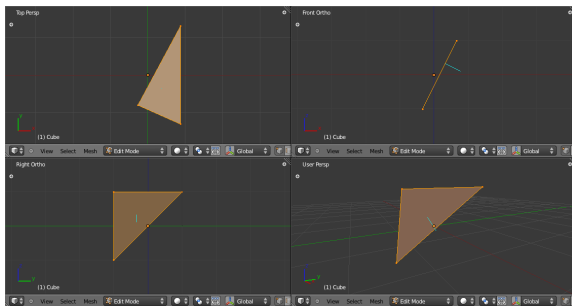 Top Persp
Front Ortho
(1) Cube
(1) Cube
View Select Mesh Edit Mode Global
View Select Mesh Edit Mode Global
Right Ortho
User Persp
(1) Cube
(1) Cube
View Select Mesh Edit Mode Global
View Select Mesh Edit Mode Global